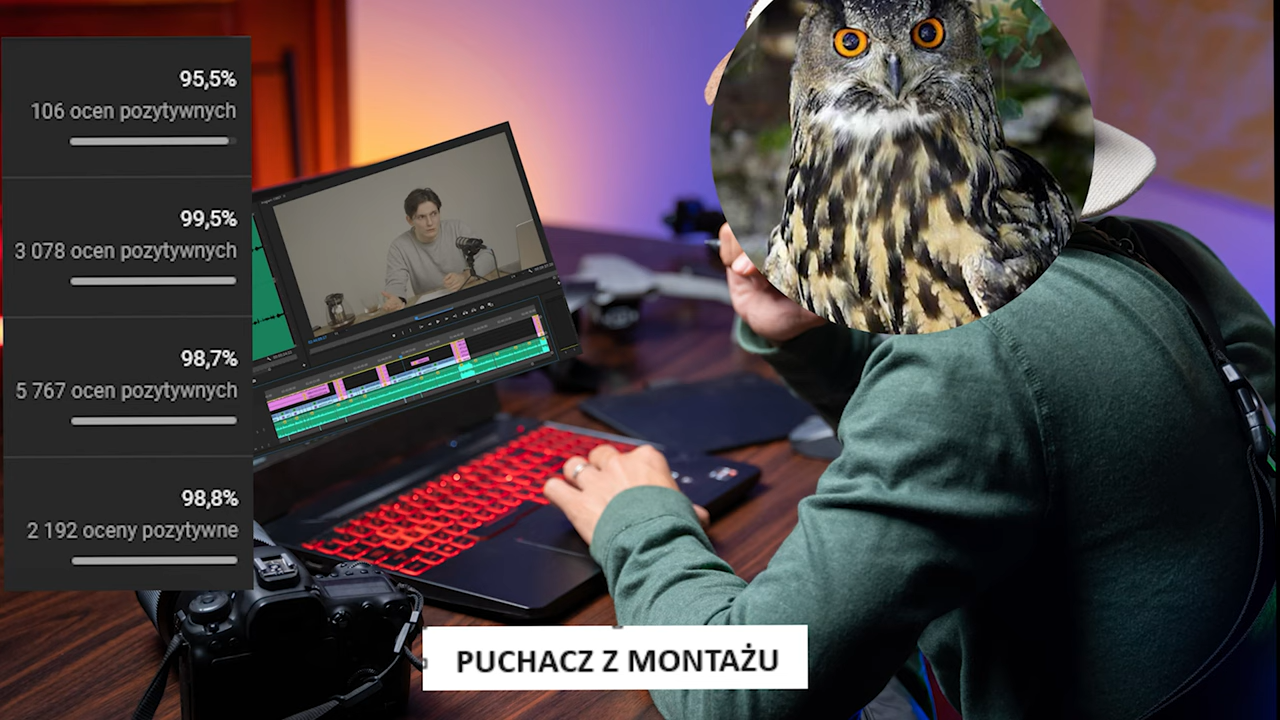 95,5%
106 ocen pozytywnych
99,5%
3 078 ocen pozytywnych
98,7%
5 767 ocen pozytywnych
98,8%
2 192 oceny pozytywne
PUCHACZ Z MONTAŻU